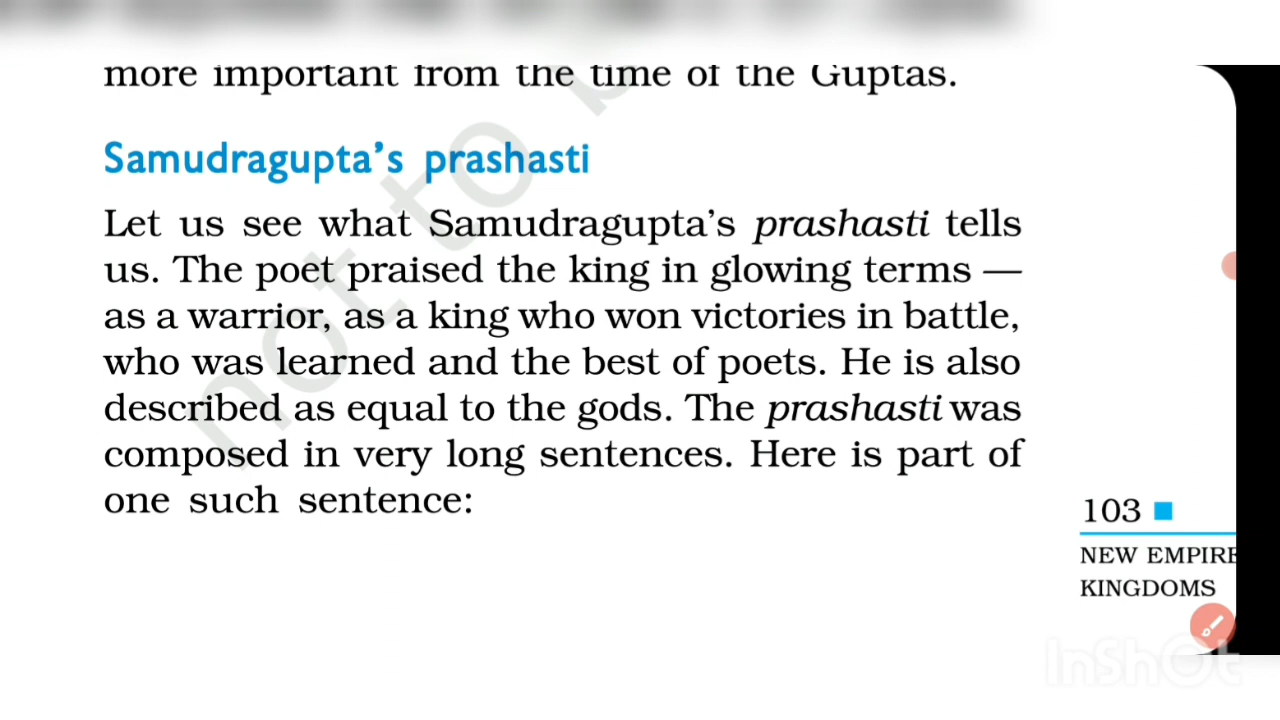 more important from the time of the Guptas.
Samudragupta's prashasti
Let us see what Samudragupta's prashasti tells
us. The poet praised the king in glowing terms —
as a warrior, as a king who won victories in battle,
who was learned and the best of poets. He is also
described as equal to the gods. The prashasti was
composed in very long sentences. Here is part of
one such sentence:
103
NEW EMPIRE
KINGDOMS
not to b
InShOt